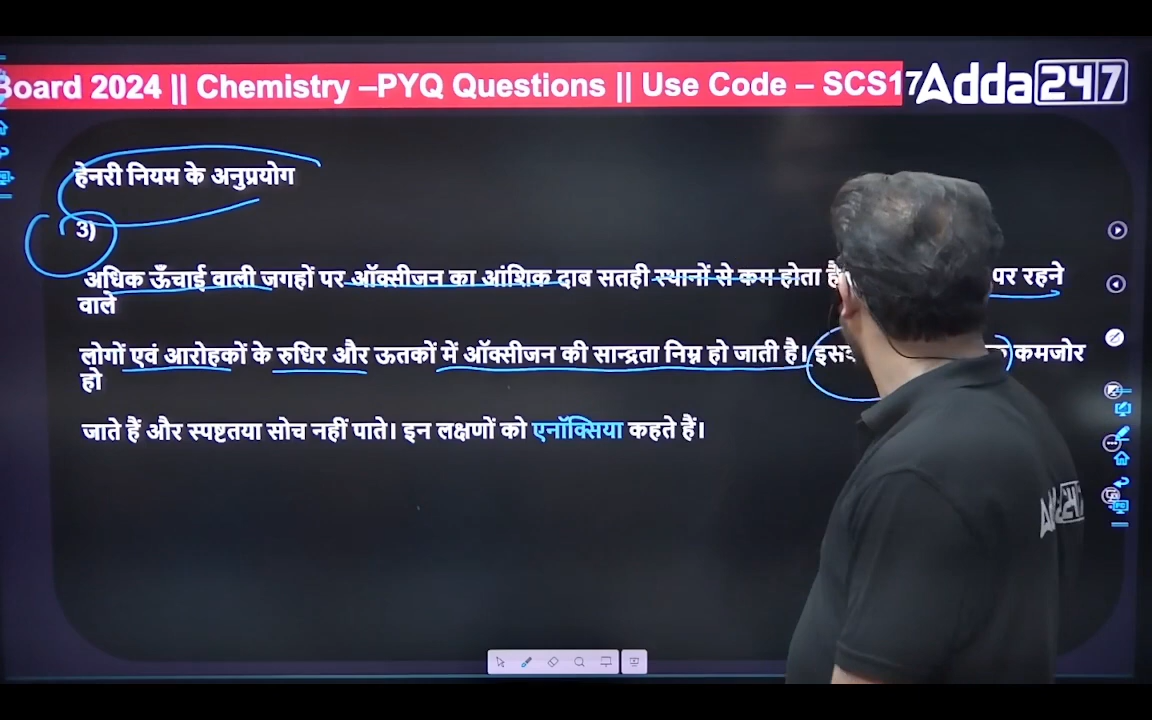 Board 2024 || Chemistry –PYQ Questions || Use Code – SCS17
Adda247
हेनरी नियम के अनुप्रयोग
3)
अधिक ऊँचाई वाली जगहों पर ऑक्सीजन का आंशिक दाब सतही स्थानों से कम होता है पर रहने
वाले
लोगों एवं आरोहकों के रुधिर और ऊतकों में ऑक्सीजन की सान्द्रता निम्न हो जाती है। कमजोर
हो
जाते हैं और स्पष्टतया सोच नहीं पाते। इन लक्षणों को एनॉक्सिया कहते हैं।